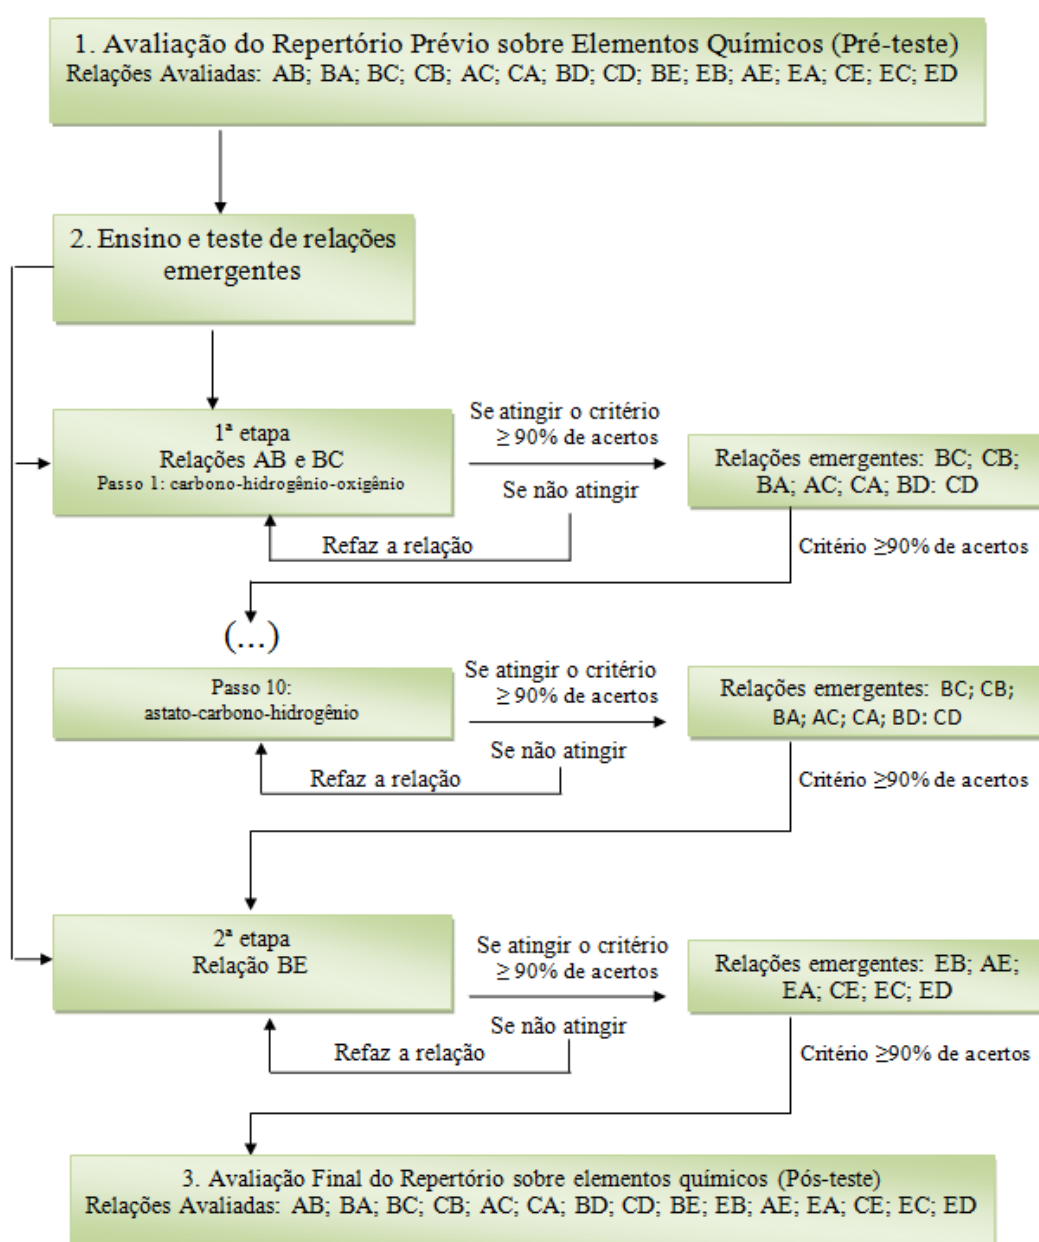 1. Avaliação do Repertório Prévio sobre Elementos Químicos (Pré-teste)
Relações Avaliadas: AB; BA; BC; CB; AC; CA; BD; CD; BE; EB; AE; EA; CE; EC; ED
2. Ensino e teste de relações
emergentes
1ª etapa
Relações AB e BC
Passo 1: carbono-hidrogênio-oxigênio
Se atingir o critério
≥ 90% de acertos
Se não atingir
Refaz a relação
Relações emergentes: BC; CB;
BA; AC; CA; BD: CD
Critério ≥90% de acertos
(...)
Passo 10:
astato-carbono-hidrogênio
Se atingir o critério
≥ 90% de acertos
Se não atingir
Refaz a relação
Relações emergentes: BC; CB;
BA; AC; CA; BD: CD
Critério ≥90% de acertos
2ª etapa
Relação BE
Se atingir o critério
≥ 90% de acertos
Se não atingir
Refaz a relação
Relações emergentes: EB; AE;
EA; CE; EC; ED
Critério ≥90% de acertos
3. Avaliação Final do Repertório sobre elementos químicos (Pós-teste)
Relações Avaliadas: AB; BA; BC; CB; AC; CA; BD; CD; BE; EB; AE; EA; CE; EC; ED